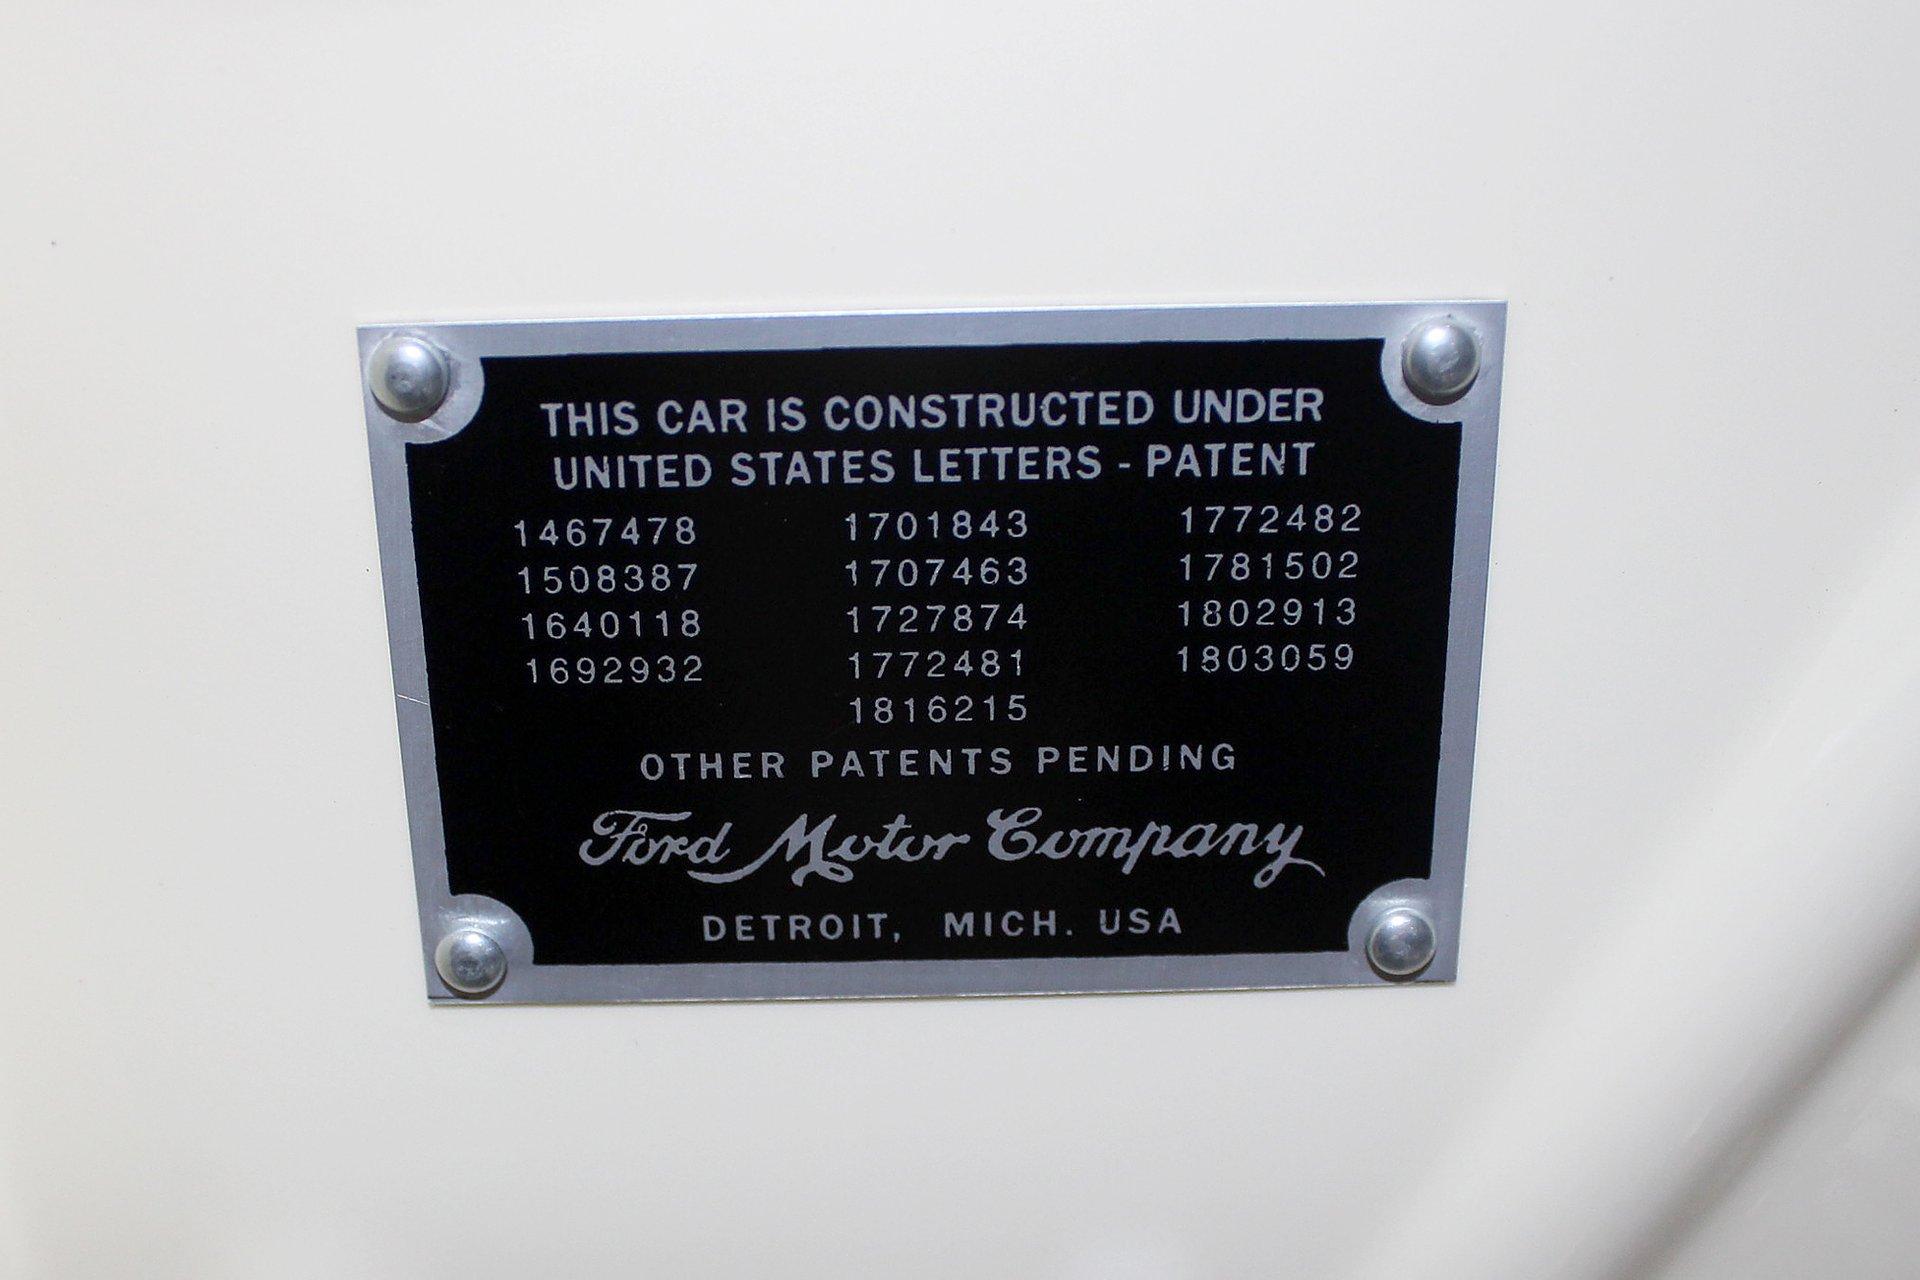 THIS CAR IS CONSTRUCTED UNDER
UNITED STATES LETTERS - PATENT
1467478 1701843 1772482
1508387 1707463 1781502
1640118 1727874 1802913
1692932 1772481 1803059
1816215
OTHER PATENTS PENDING
Ford Motor Company
DETROIT, MICH. USA